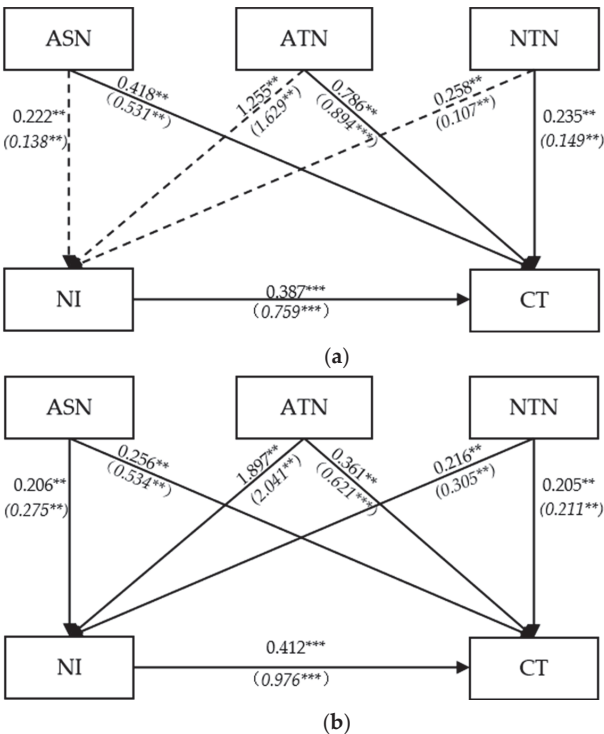 ASN ATN NTN
0.222** 0.418** 1.255** 0.786** 0.258** 0.235**
(0.138**) (0.531**) (1.629**) (0.894***) (0.107**) (0.149**)
NI 0.387*** CT
(0.759***)
(a)
ASN ATN NTN
0.206** 0.256** 1.897** 0.361** 0.216** 0.205**
(0.275**) (0.534**) (2.041**) (0.621***) (0.305**) (0.211**)
NI 0.412*** CT
(0.976***)
(b)